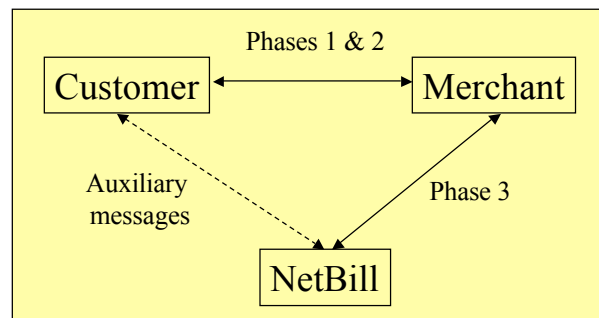 Phases 1 & 2
Customer
Merchant
Auxiliary
messages
Phase 3
NetBill